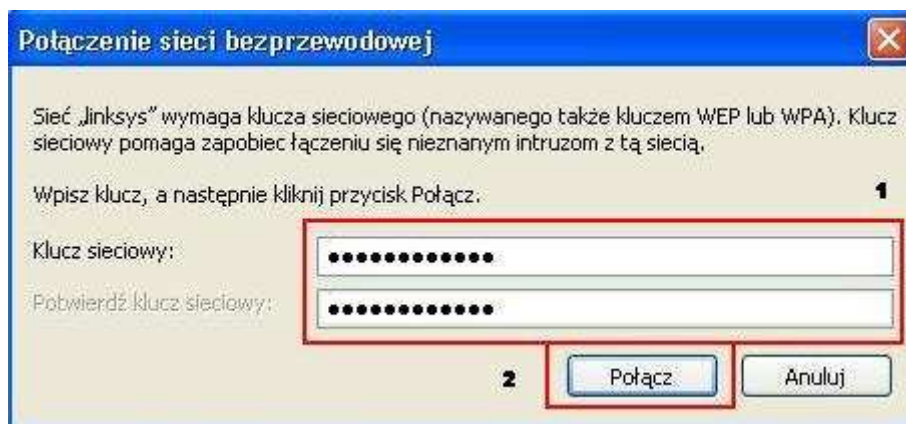 Połączenie sieci bezprzewodowej
Sieć „linksys” wymaga klucza sieciowego (nazywanego także kluczem WEP lub WPA). Klucz
sieciowy pomaga zapobiec łączeniu się nieznanym intruzom z tą siecią.
Wpisz klucz, a następnie kliknij przycisk Połącz.
1
Klucz sieciowy: ••••••••••••
Potwierdź klucz sieciowy: ••••••••••••
2
Połącz
Anuluj